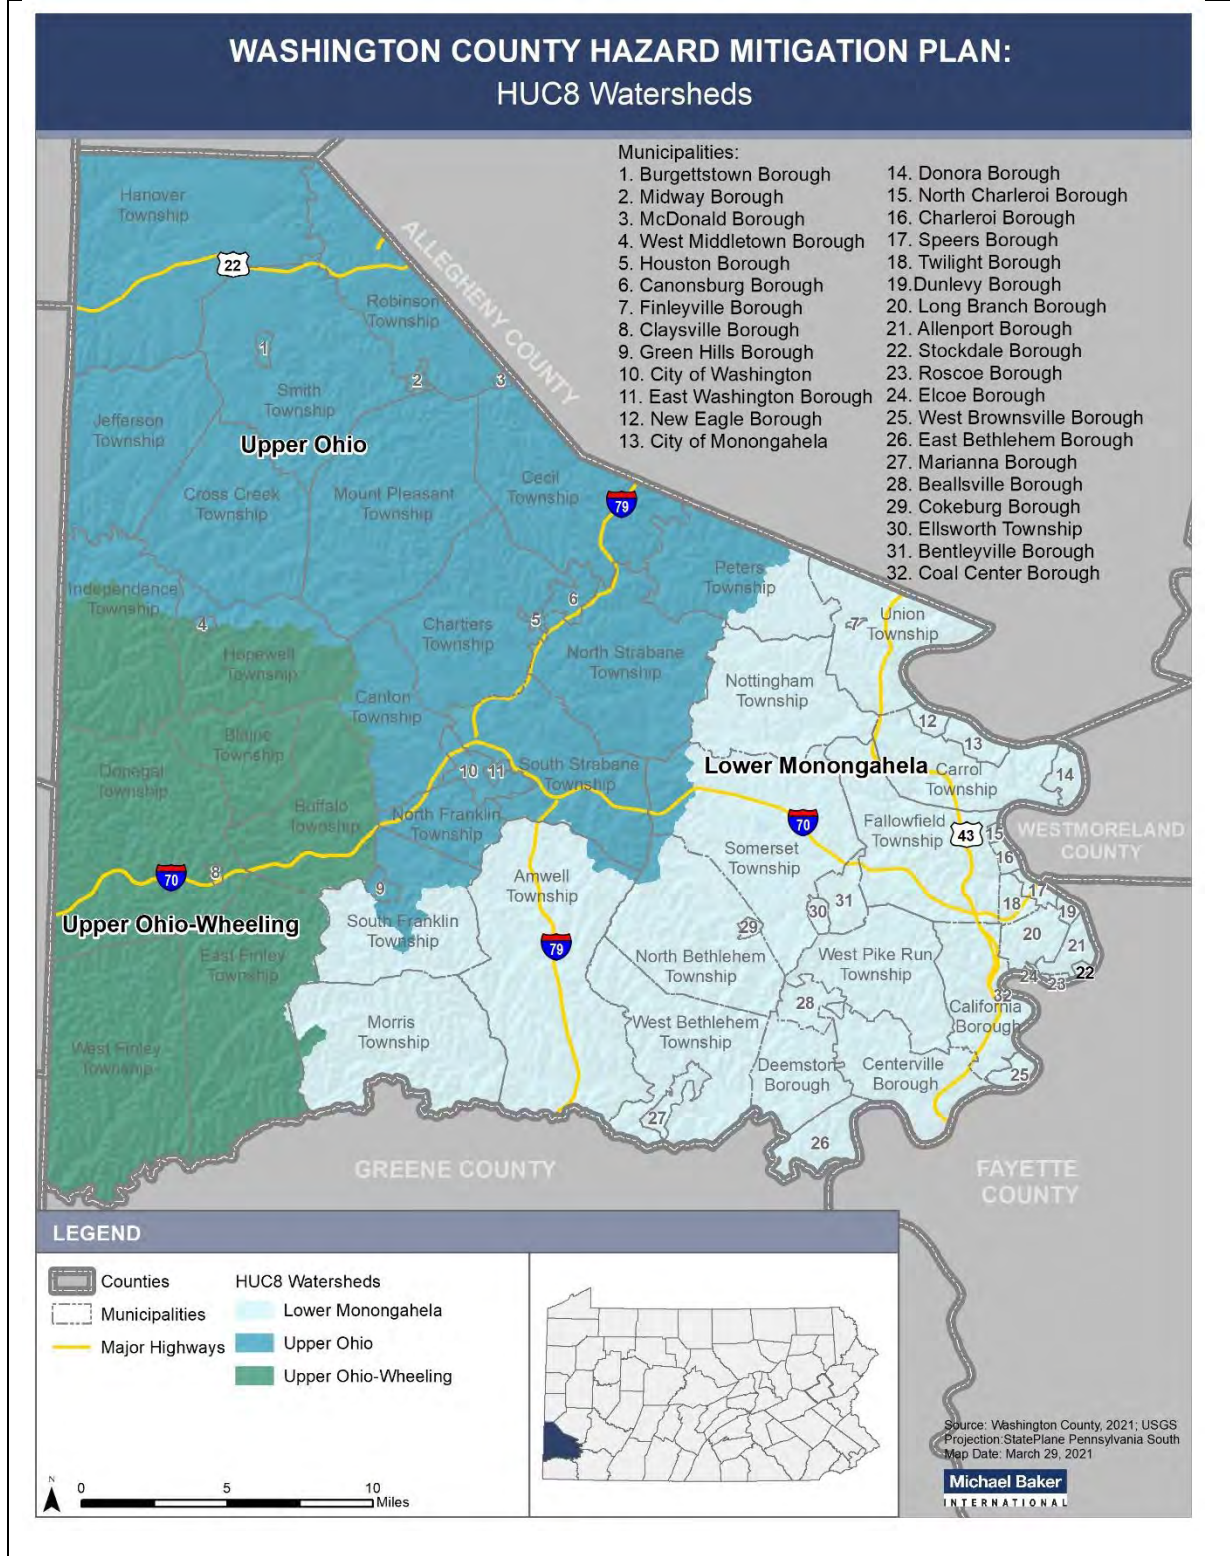 WASHINGTON COUNTY HAZARD MITIGATION PLAN:
HUC8 Watersheds
Municipalities:
1. Burgettstown Borough
2. Midway Borough
3. McDonald Borough
4. West Middletown Borough
5. Houston Borough
6. Canonsburg Borough
7. Finleyville Borough
8. Claysville Borough
9. Green Hills Borough
10. City of Washington
11. East Washington Borough
12. New Eagle Borough
13. City of Monongahela
14. Donora Borough
15. North Charleroi Borough
16. Charleroi Borough
17. Speers Borough
18. Twilight Borough
19.Dunlevy Borough
20. Long Branch Borough
21. Allenport Borough
22. Stockdale Borough
23. Roscoe Borough
24. Elcoe Borough
25. West Brownsville Borough
26. East Bethlehem Borough
27. Marianna Borough
28. Beallsville Borough
29. Cokeburg Borough
30. Ellsworth Township
31. Bentleyville Borough
32. Coal Center Borough
Hanover
Township
22
ALLEGHENY COUNTY
Robinson
Township
1
2
3
Smith
Township
Jefferson
Township
Upper Ohio
Cross Creek
Township
Mount Pleasant
Township
Cecil
Township
79
Peters
Township
Independence
Township
4
5
6
7
Union
Township
Chartiers
Township
Hopewell
Township
North Strabane
Township
Nottingham
Township
Canton
Township
12
13
14
Blaine
Township
Donegal
Township
10
11
South Strabane
Township
Lower Monongahela
Carrol
Township
Buffalo
Township
North Franklin
Township
70
Fallowfield
Township
43
15
16
WESTMORELAND
COUNTY
Somerset
Township
8
70
9
Amwell
Township
31
30
17
18
19
Upper Ohio-Wheeling
South Franklin
Township
29
20
21
79
East Finley
Township
North Bethlehem
Township
West Pike Run
Township
24
23
22
28
32
California
Borough
Morris
Township
West Bethlehem
Township
West Finley
Township
Deemston
Borough
Centerville
Borough
25
27
26
GREENE COUNTY
FAYETTE
COUNTY
LEGEND
Counties
Municipalities
Major Highways
HUC8 Watersheds
Lower Monongahela
Upper Ohio
Upper Ohio-Wheeling
N
0
5
10
Miles
Source: Washington County, 2021; USGS
Projection:StatePlane Pennsylvania South
Map Date: March 29, 2021
Michael Baker
INTERNATIONAL